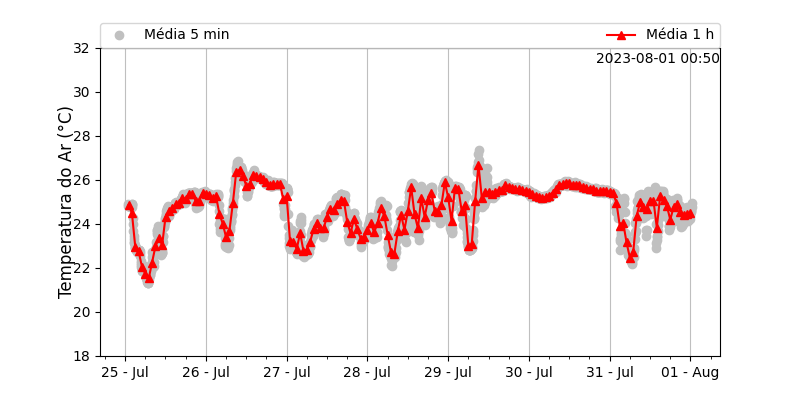 Média 5 min
Média 1 h
2023-08-01 00:50
Temperatura do Ar (°C)
32
30
28
26
24
22
20
18
25 - Jul
26 - Jul
27 - Jul
28 - Jul
29 - Jul
30 - Jul
31 - Jul
01 - Aug